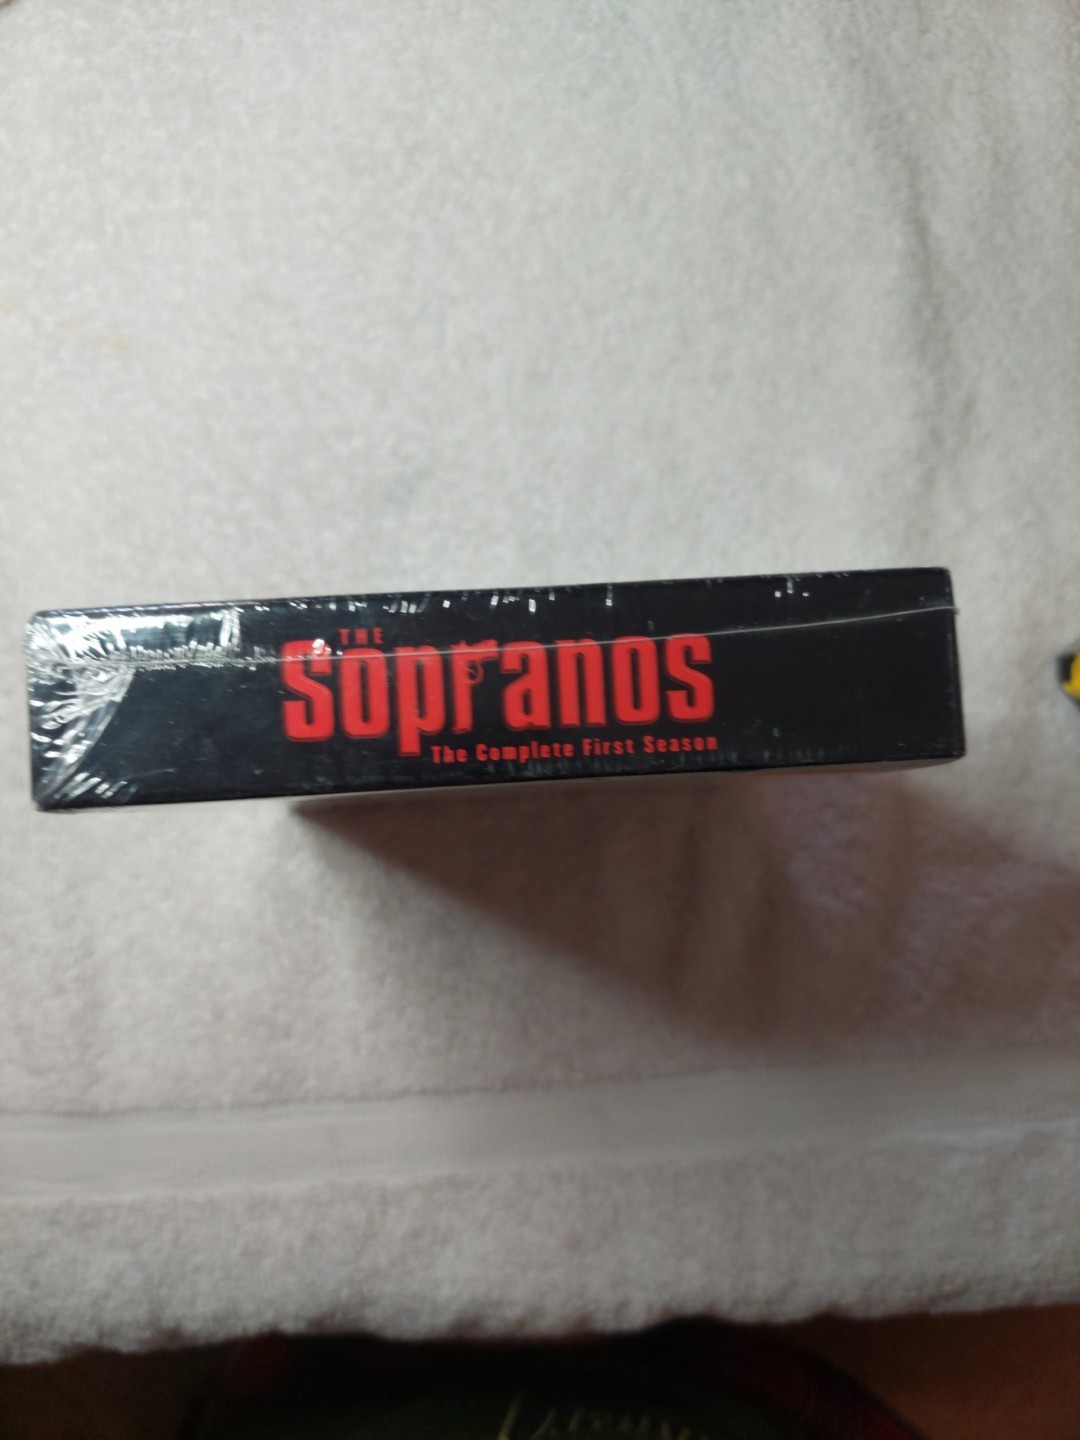 THE
Sopranos
The Complete First Season